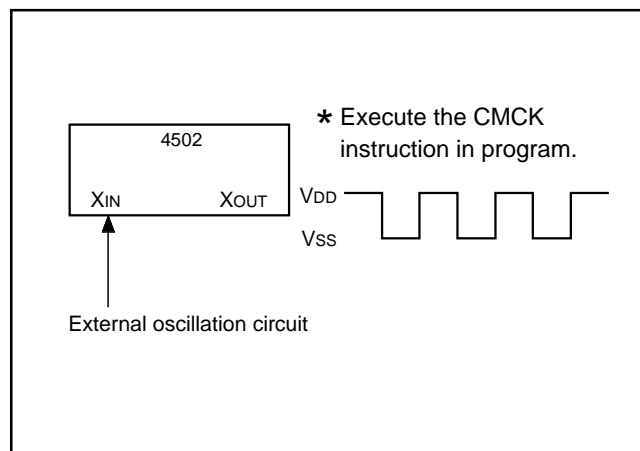 * Execute the CMCK
instruction in program.
4502
XIN
XOUT
VDD
VSS
External oscillation circuit